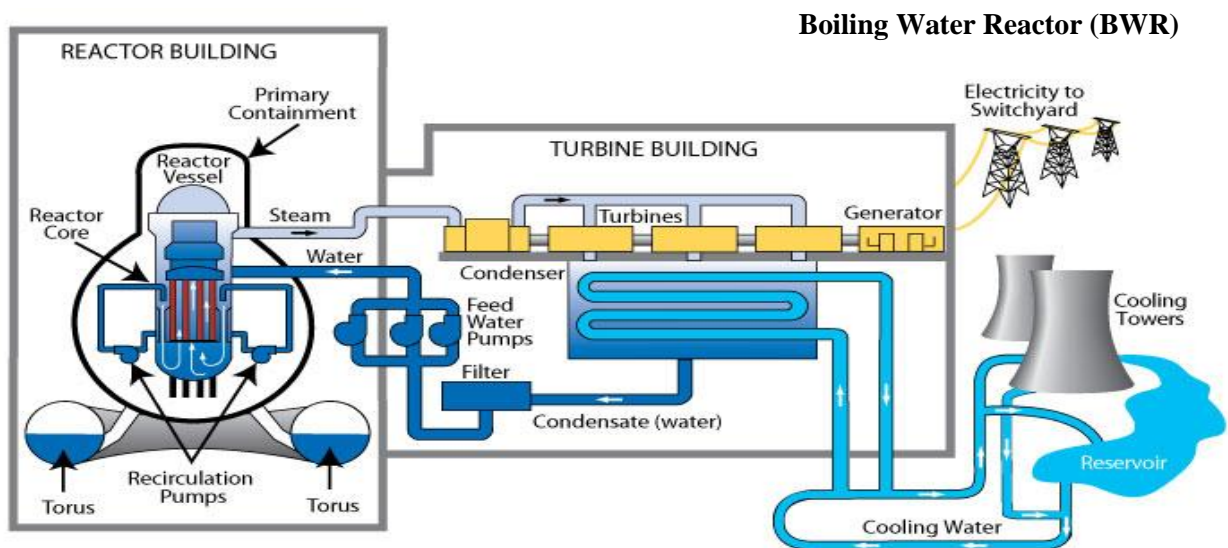 Boiling Water Reactor (BWR)
REACTOR BUILDING
Primary
Containment
Reactor
Vessel
Reactor
Core
Steam
Water
TURBINE BUILDING
Turbines
Generator
Condenser
Feed
Water
Pumps
Filter
Condensate (water)
Electricity to
Switchyard
Cooling
Towers
Reservoir
Cooling Water
Torus
Recirculation
Pumps
Torus